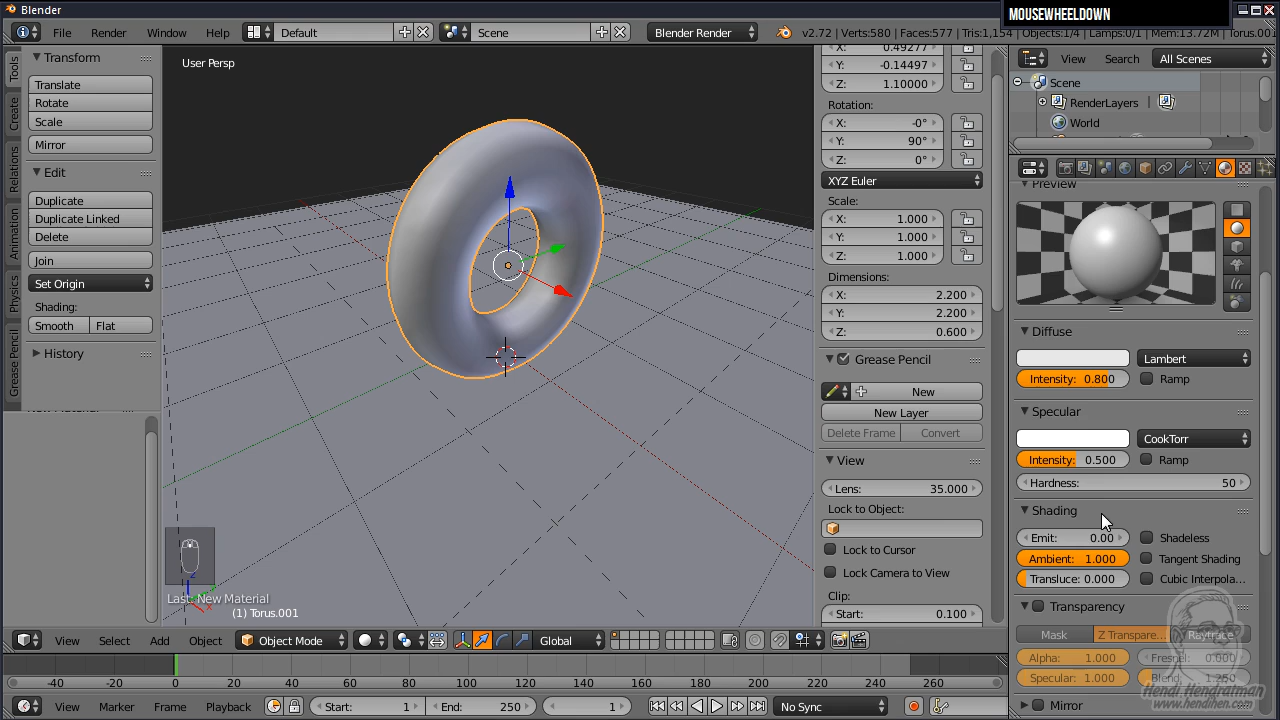 Blender
MOUSEWHEELDOWN
File Render Window Help Default Scene Blender Render v2.72 | Verts:580 | Faces:577 | Tris:1,154 | Objects:1/4 | Lamps:0/1 | Mem:13.72M | Torus.001
Tools
Create
Relations
Animation
Physics
Grease Pencil
Transform
Translate
Rotate
Scale
Mirror
Edit
Duplicate
Duplicate Linked
Delete
Join
Set Origin
Shading:
Smooth Flat
History
User Persp
Last: New Material
(1) Torus.001
X: 0.49277
Y: -0.14497
Z: 1.10000
Rotation:
X: -0°
Y: 90°
Z: 0°
XYZ Euler
Scale:
X: 1.000
Y: 1.000
Z: 1.000
Dimensions:
X: 2.200
Y: 2.200
Z: 0.600
Grease Pencil
New
New Layer
Delete Frame Convert
View
Lens: 35.000
Lock to Object:
Lock to Cursor
Lock Camera to View
Clip:
Start: 0.100
View Search All Scenes
Scene
RenderLayers
World
Preview
Diffuse
Lambert
Intensity: 0.800 Ramp
Specular
CookTorr
Intensity: 0.500 Ramp
Hardness: 50
Shading
Emit: 0.00 Shadeless
Ambient: 1.000 Tangent Shading
Transluce: 0.000 Cubic Interpola...
Transparency
Mask Z Transpare... Raytrace
Alpha: 1.000 Fresnel: 0.000
Specular: 1.000 Blend: 1.250
Mirror
Hendi Hendratman
www.hendihen.com
View Select Add Object Object Mode Global
-40 -20 0 20 40 60 80 100 120 140 160 180 200 220 240 260
View Marker Frame Playback Start: 1 End: 250 1 No Sync